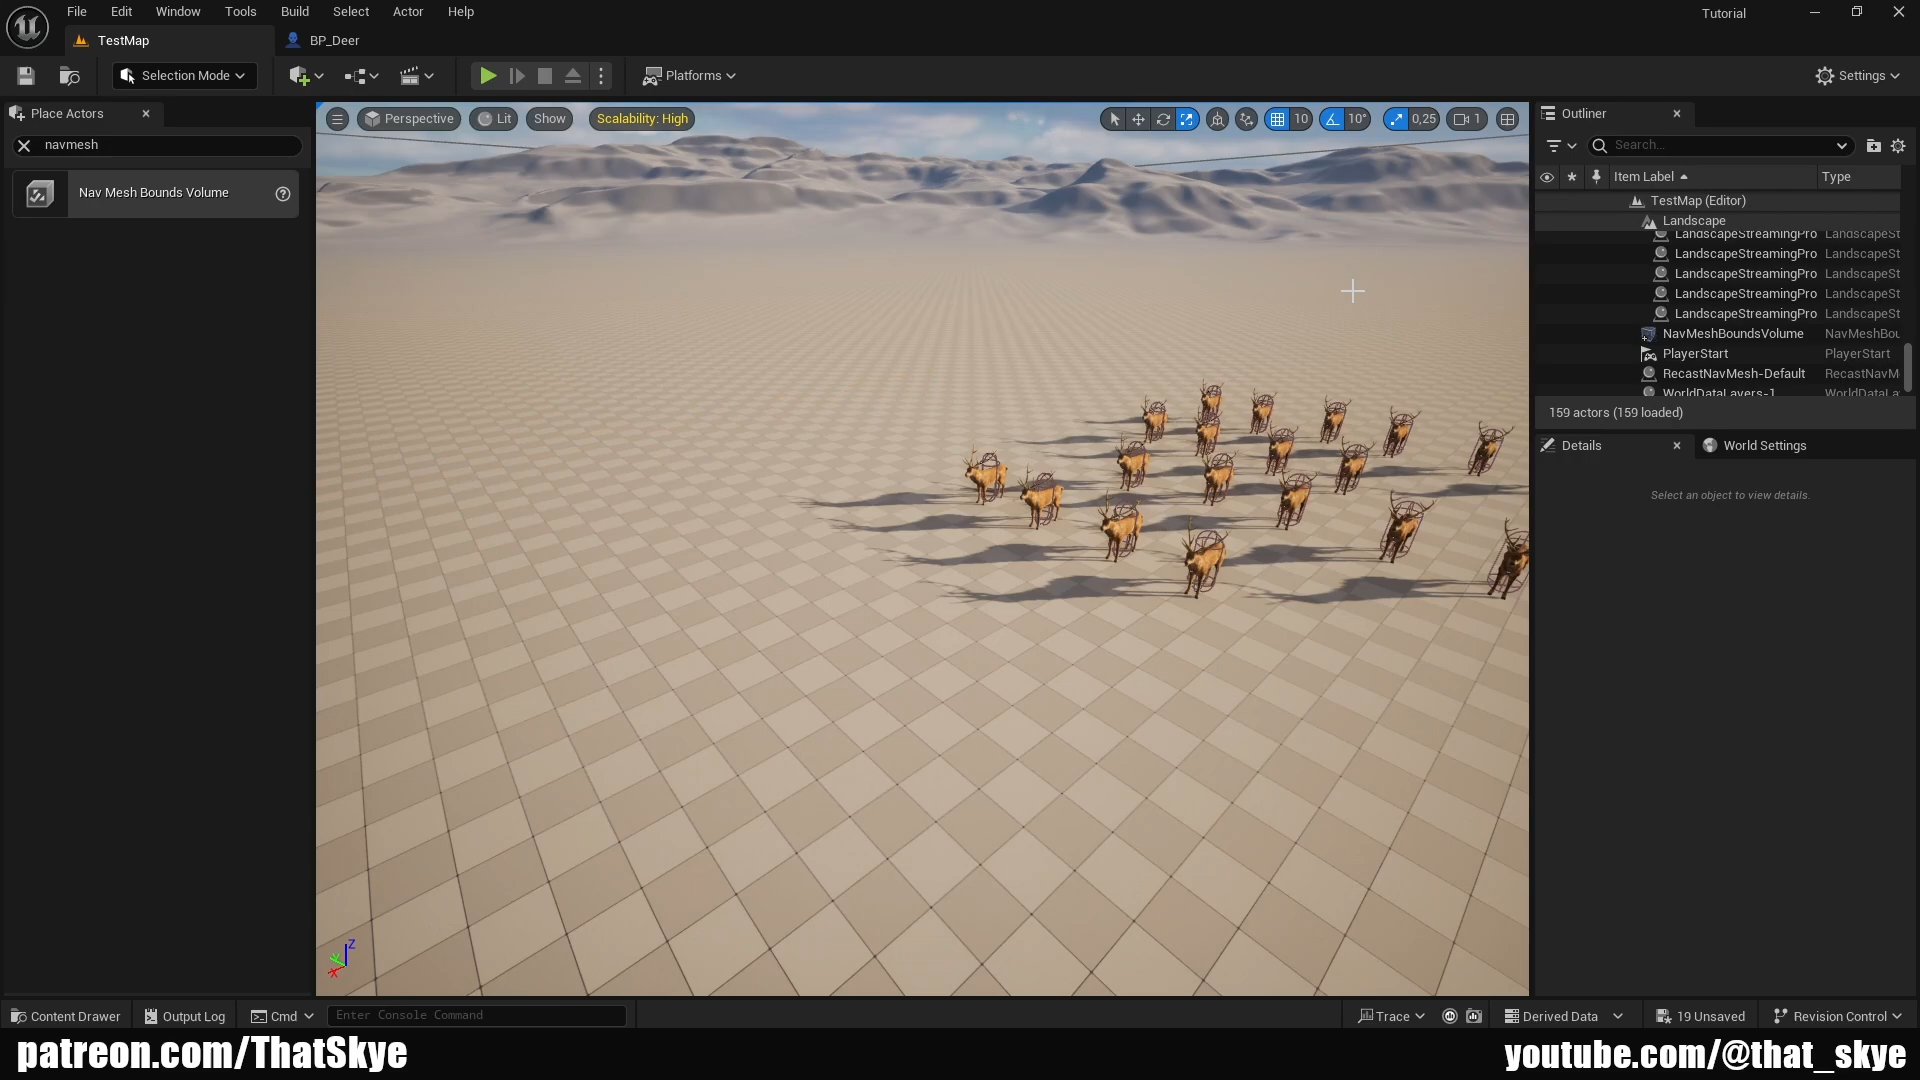 File Edit Window Tools Build Select Actor Help
Tutorial
TestMap
BP_Deer
Selection Mode
Platforms
Settings
Place Actors
navmesh
Nav Mesh Bounds Volume
Perspective
Lit
Show
Scalability: High
10
10°
0,25
1
Outliner
Search...
Item Label
Type
TestMap (Editor)
Landscape
LandscapeStreamingPro LandscapeSt
LandscapeStreamingPro LandscapeSt
LandscapeStreamingPro LandscapeSt
LandscapeStreamingPro LandscapeSt
LandscapeStreamingPro LandscapeSt
NavMeshBoundsVolume NavMeshBou
PlayerStart PlayerStart
RecastNavMesh-Default RecastNavM
WorldDataLayers-1 WorldDataLa
159 actors (159 loaded)
Details
World Settings
Select an object to view details.
Z
Y
X
Content Drawer
Output Log
Cmd
Enter Console Command
Trace
Derived Data
19 Unsaved
Revision Control
patreon.com/ThatSkye
youtube.com/@that_skye